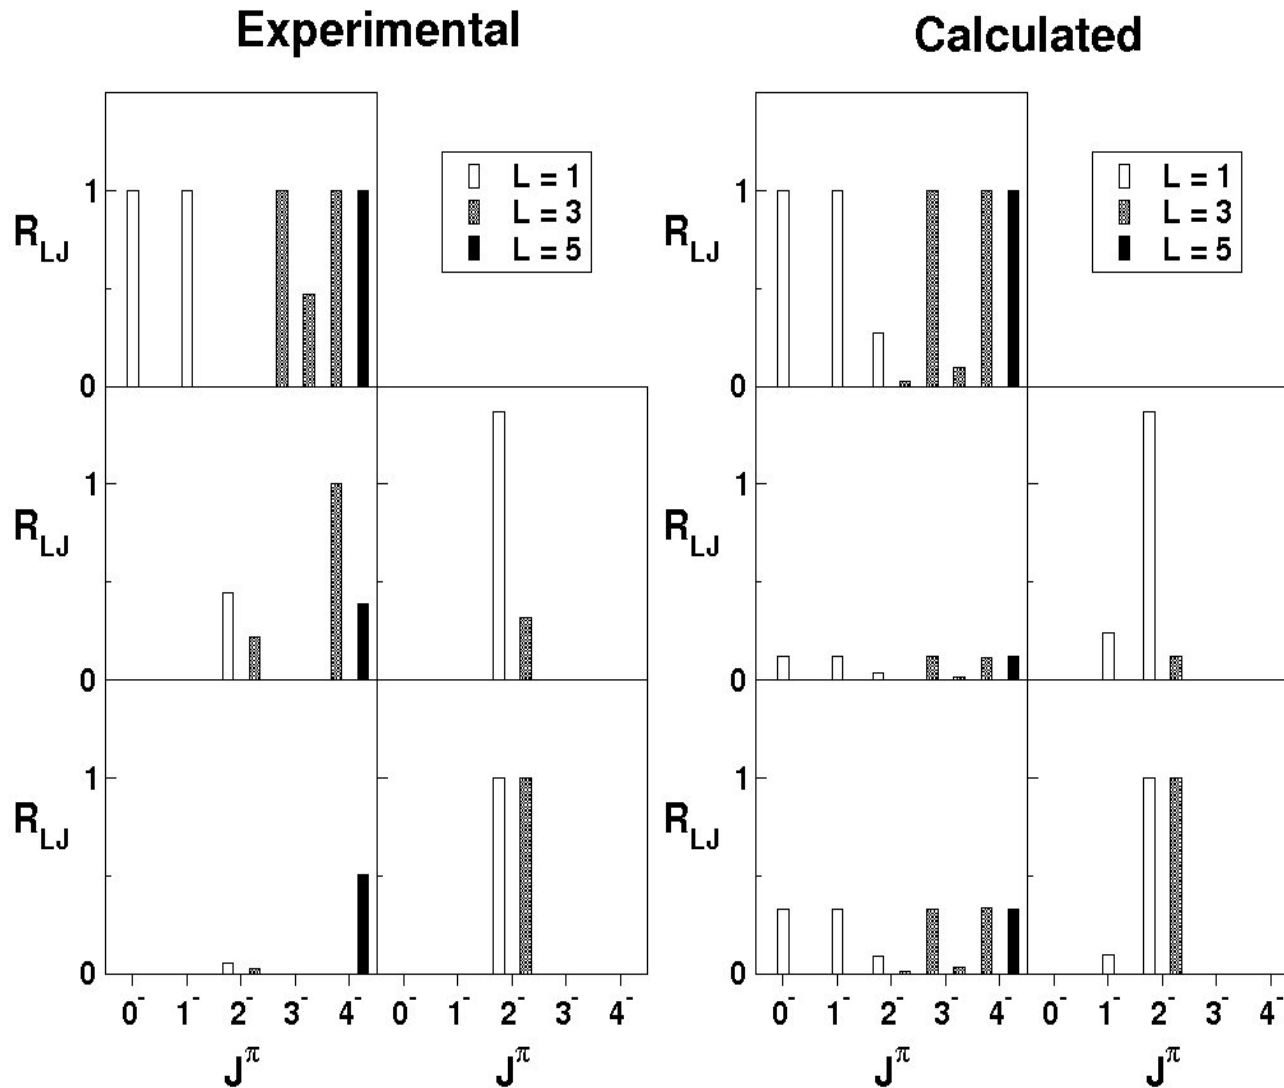 Experimental
Calculated
L = 1
L = 3
L = 5
L = 1
L = 3
L = 5
1
R_LJ
0
1
R_LJ
0
1
R_LJ
0
1
R_LJ
0
1
R_LJ
0
1
R_LJ
0
0⁻ 1⁻ 2⁻ 3⁻ 4⁻ 0⁻ 1⁻ 2⁻ 3⁻ 4⁻
0⁻ 1⁻ 2⁻ 3⁻ 4⁻ 0⁻ 1⁻ 2⁻ 3⁻ 4⁻
J^π J^π
J^π J^π